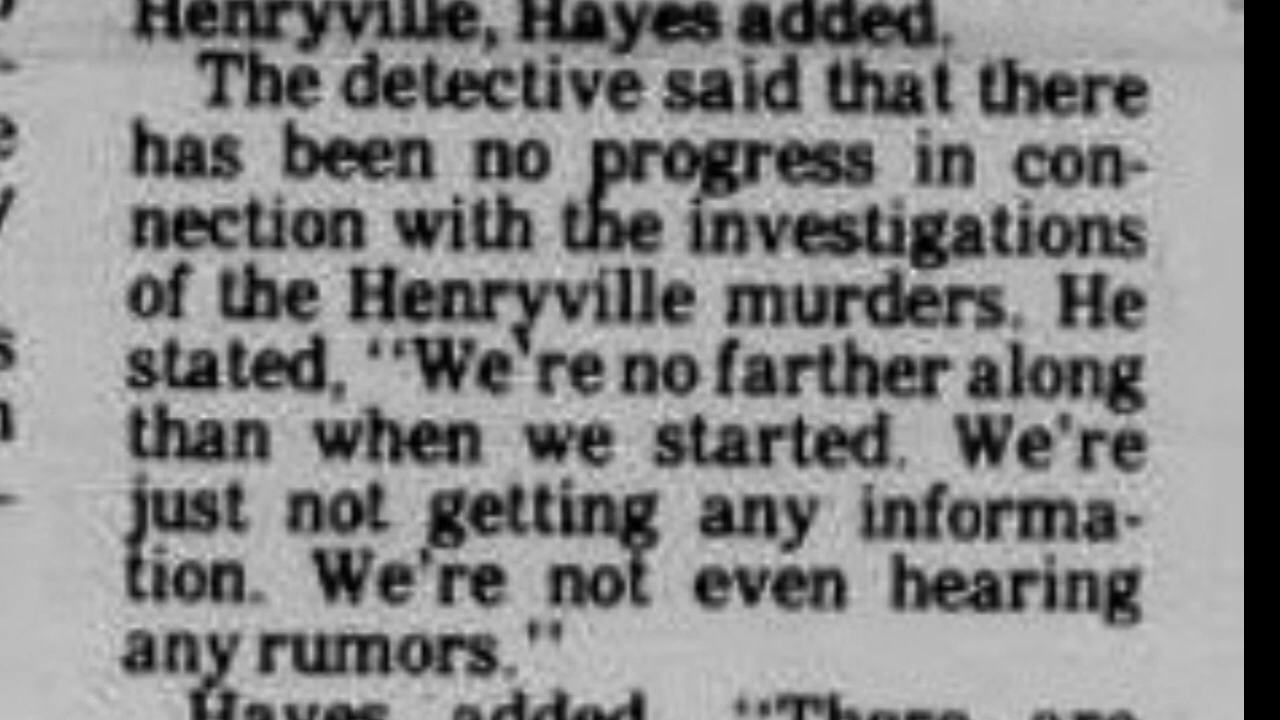 Henryville, Hayes added.
The detective said that there
has been no progress in con-
nection with the investigations
of the Henryville murders. He
stated, "We're no farther along
than when we started. We're
just not getting any informa-
tion. We're not even hearing
any rumors."
Hayes added, "There are